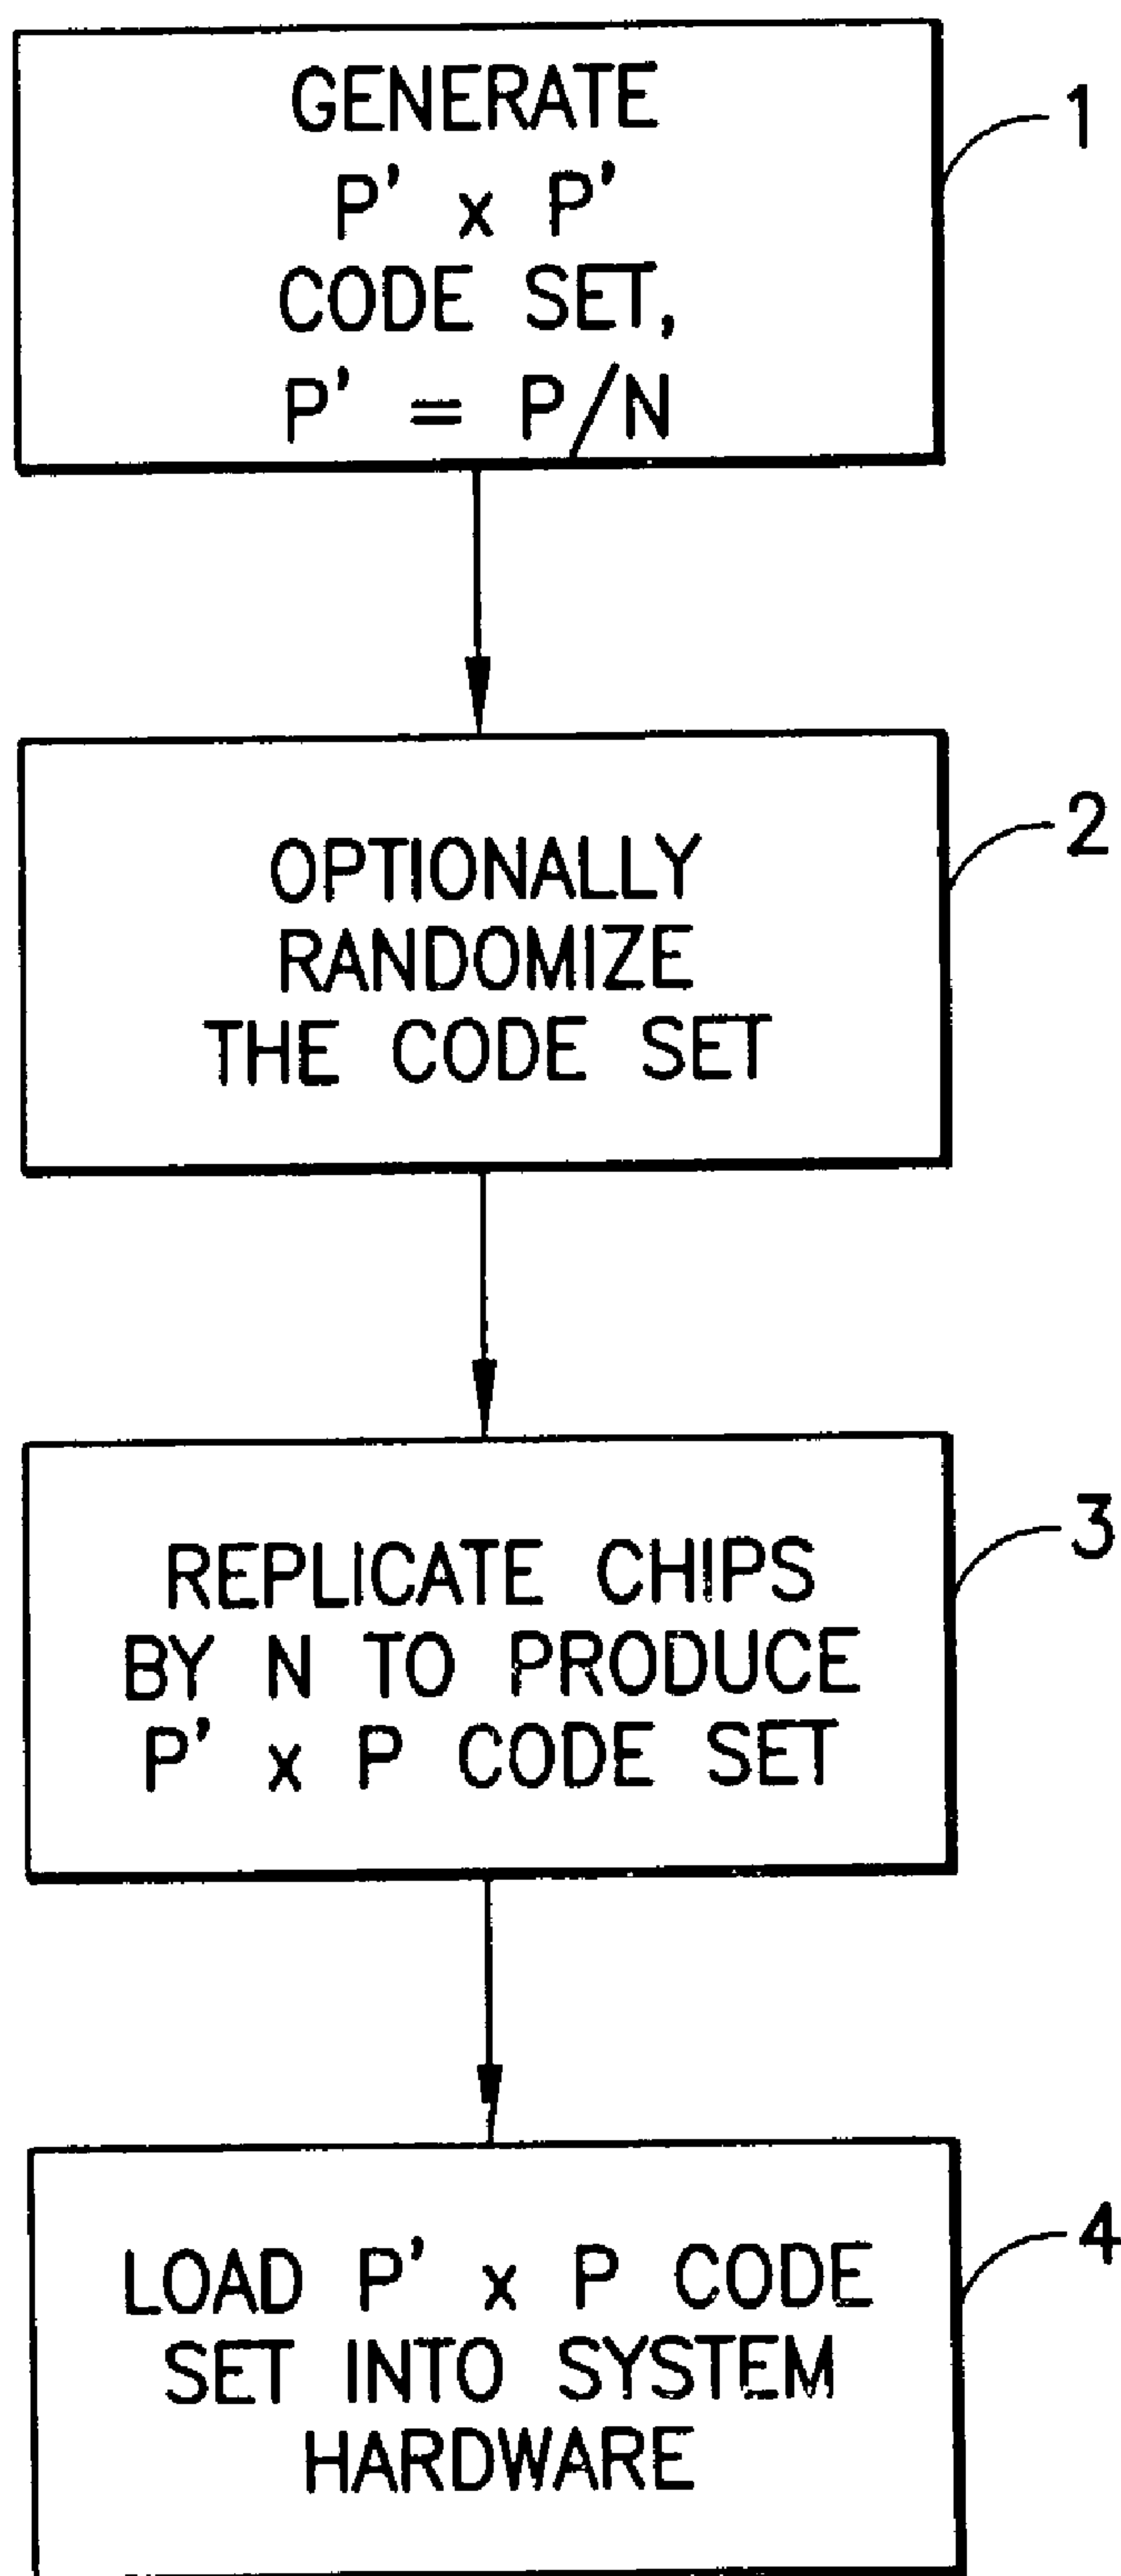 GENERATE
P' x P'
CODE SET,
P' = P/N
1
OPTIONALLY
RANDOMIZE
THE CODE SET
2
REPLICATE CHIPS
BY N TO PRODUCE
P' x P CODE SET
3
LOAD P' x P CODE
SET INTO SYSTEM
HARDWARE
4